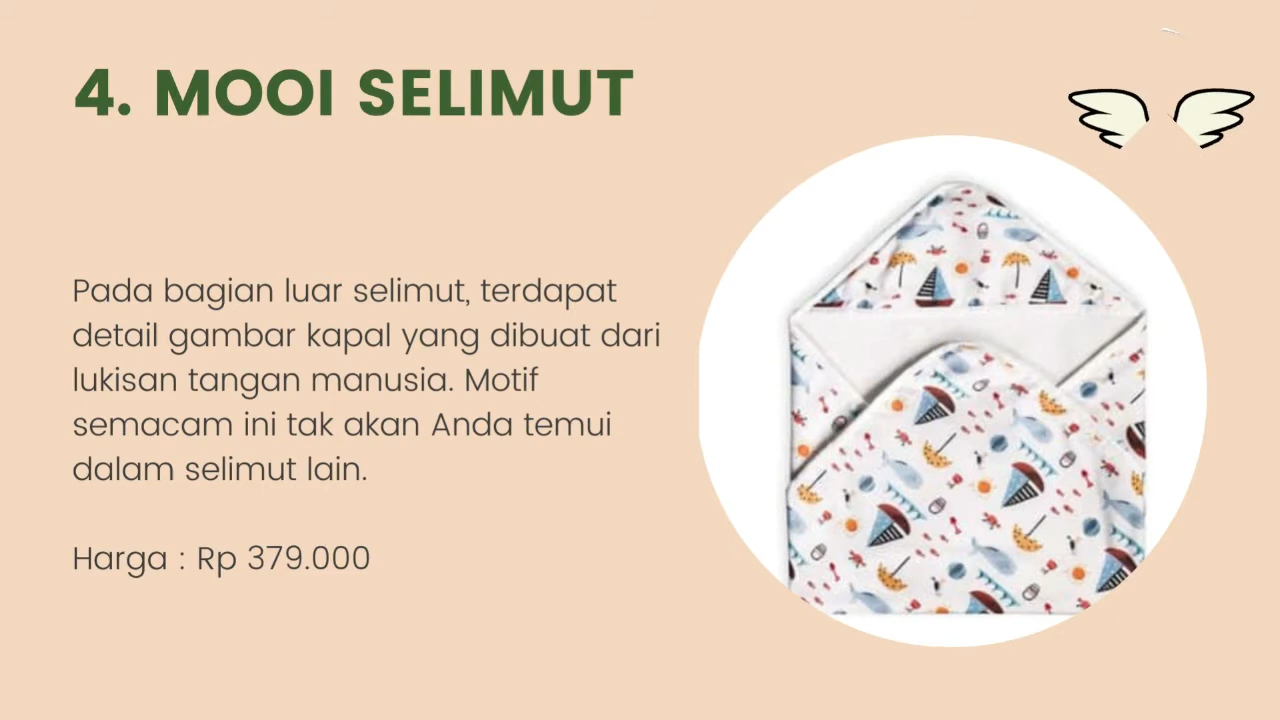 4. MOOI SELIMUT
Pada bagian luar selimut, terdapat
detail gambar kapal yang dibuat dari
lukisan tangan manusia. Motif
semacam ini tak akan Anda temui
dalam selimut lain.
Harga : Rp 379.000